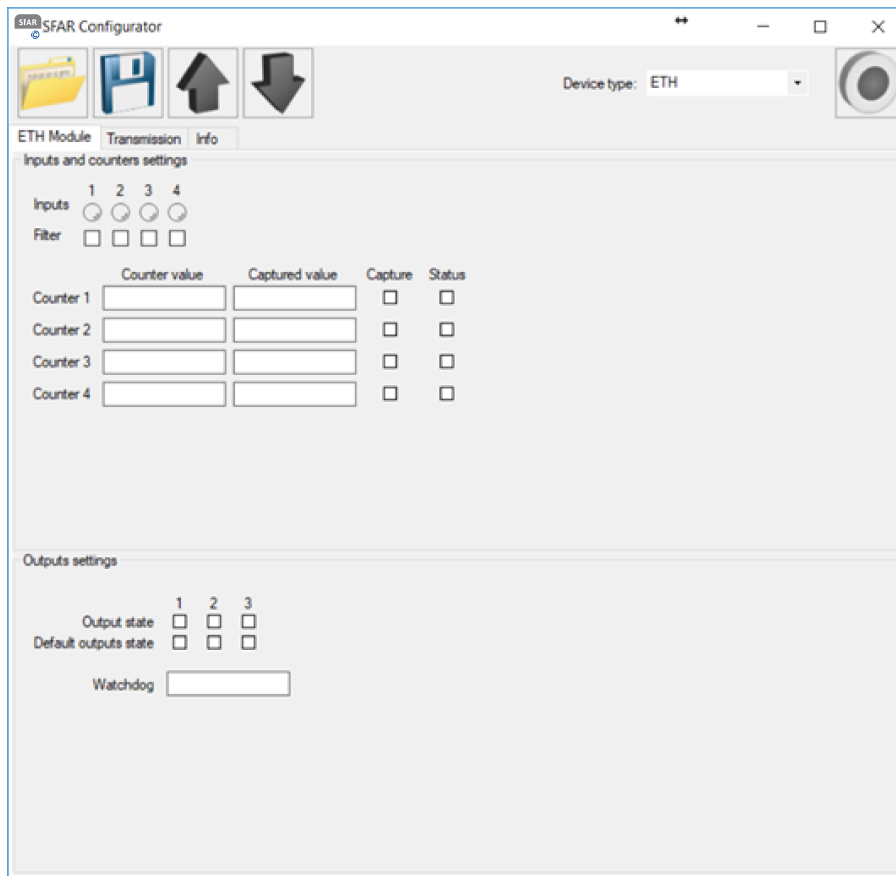 SFAR © SFAR Configurator
Device type: ETH
ETH Module Transmission Info
Inputs and counters settings
1 2 3 4
Inputs
Filter
Counter value Captured value Capture Status
Counter 1
Counter 2
Counter 3
Counter 4
Outputs settings
1 2 3
Output state
Default outputs state
Watchdog